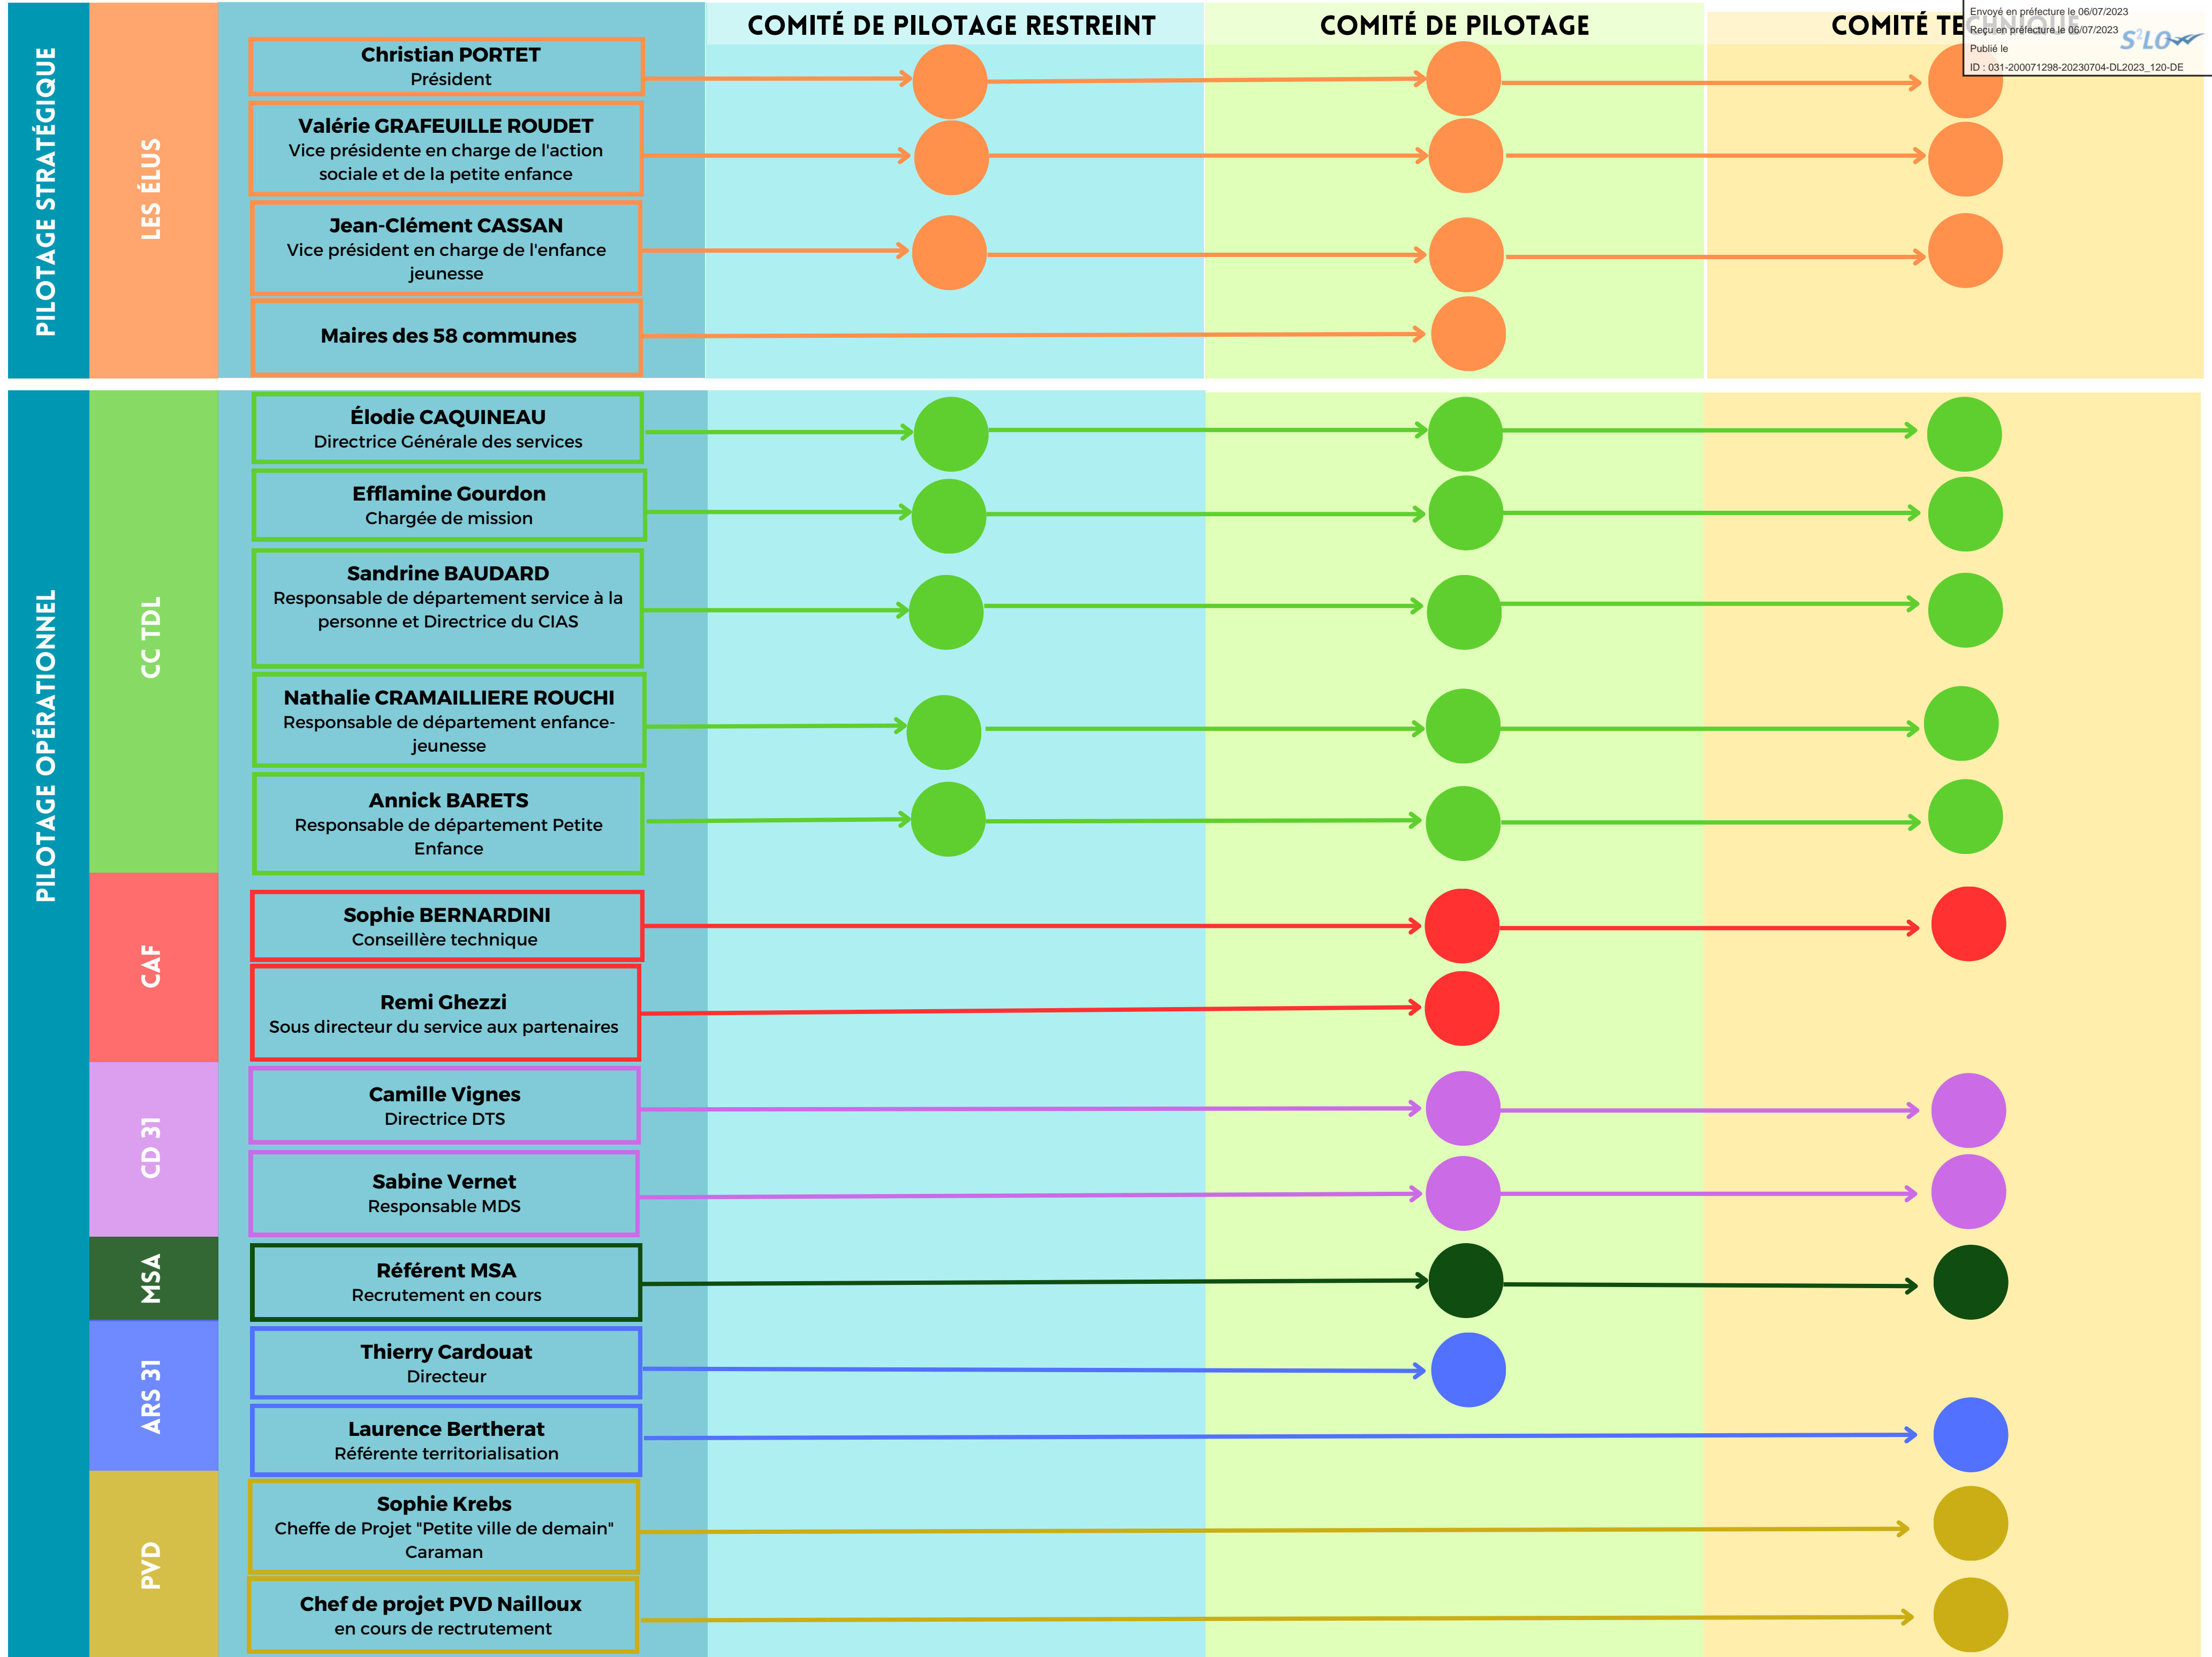 COMITÉ DE PILOTAGE RESTREINT
COMITÉ DE PILOTAGE
COMITÉ TECHNIQUE
Envoyé en préfecture le 06/07/2023
Reçu en préfecture le 06/07/2023
Publié le
ID : 031-200071298-20230704-DL2023_120-DE
S²LO
PILOTAGE STRATÉGIQUE
LES ÉLUS
Christian PORTET
Président
Valérie GRAFEUILLE ROUDET
Vice présidente en charge de l'action
sociale et de la petite enfance
Jean-Clément CASSAN
Vice président en charge de l'enfance
jeunesse
Maires des 58 communes
PILOTAGE OPÉRATIONNEL
CC TDL
Élodie CAQUINEAU
Directrice Générale des services
Efflamine Gourdon
Chargée de mission
Sandrine BAUDARD
Responsable de département service à la
personne et Directrice du CIAS
Nathalie CRAMAILLIERE ROUCHI
Responsable de département enfance-
jeunesse
Annick BARETS
Responsable de département Petite
Enfance
CAF
Sophie BERNARDINI
Conseillère technique
Remi Ghezzi
Sous directeur du service aux partenaires
CD 31
Camille Vignes
Directrice DTS
Sabine Vernet
Responsable MDS
MSA
Référent MSA
Recrutement en cours
ARS 31
Thierry Cardouat
Directeur
Laurence Bertherat
Référente territorialisation
PVD
Sophie Krebs
Cheffe de Projet "Petite ville de demain"
Caraman
Chef de projet PVD Nailloux
en cours de rectrutement